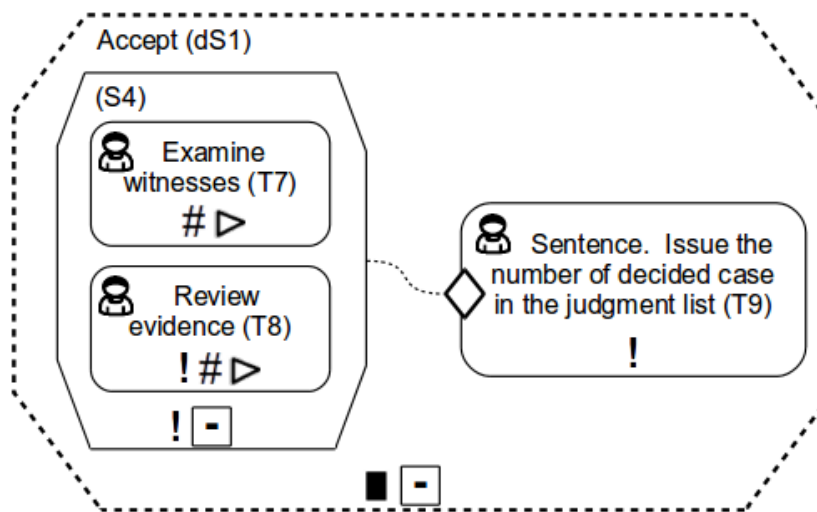 Accept (dS1)
(S4)
Examine
witnesses (T7)
#
Review
evidence (T8)
! #
! -
Sentence. Issue the
number of decided case
in the judgment list (T9)
!
-